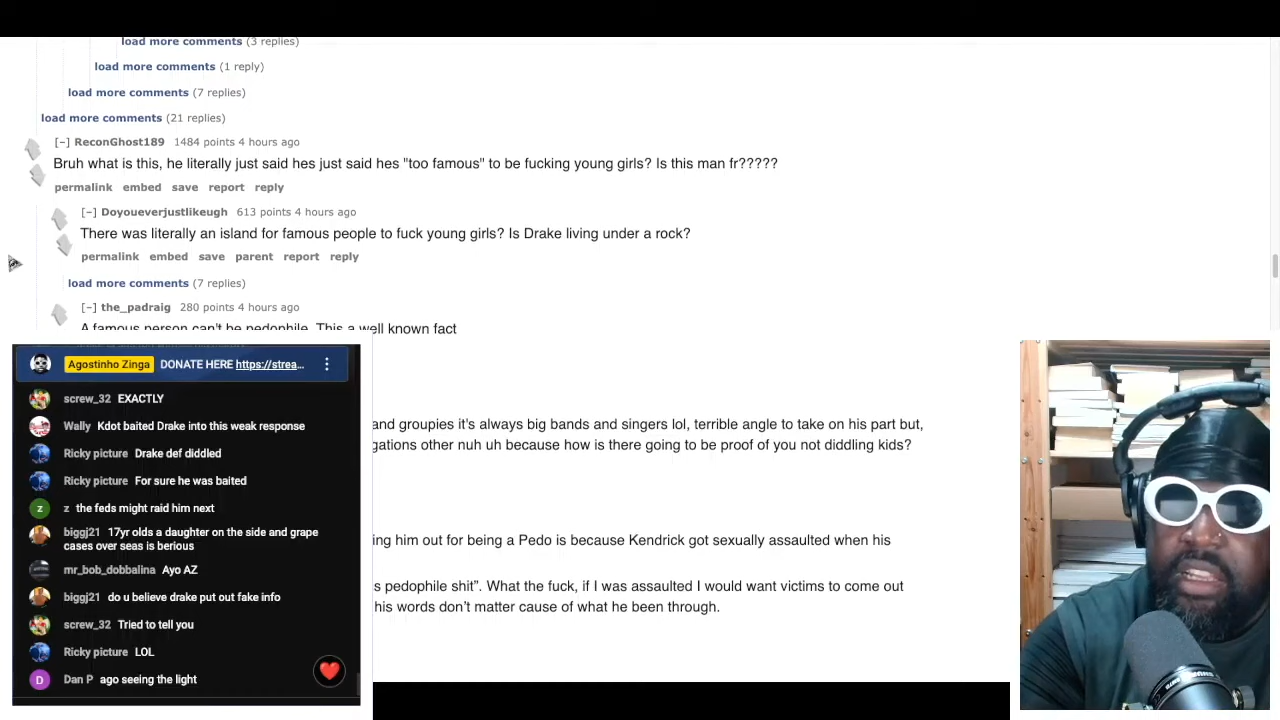 load more comments (3 replies)
load more comments (1 reply)
load more comments (7 replies)
load more comments (21 replies)
[–] ReconGhost189 1484 points 4 hours ago
Bruh what is this, he literally just said hes just said hes "too famous" to be fucking young girls? Is this man fr?????
permalink embed save report reply
[–] Doyoueverjustlikeugh 613 points 4 hours ago
There was literally an island for famous people to fuck young girls? Is Drake living under a rock?
permalink embed save parent report reply
load more comments (7 replies)
[–] the_padraig 280 points 4 hours ago
A famous person can't be pedophile. This a well known fact
and groupies it's always big bands and singers lol, terrible angle to take on his part but,
gations other nuh uh because how is there going to be proof of you not diddling kids?
ing him out for being a Pedo is because Kendrick got sexually assaulted when his
s pedophile shit”. What the fuck, if I was assaulted I would want victims to come out
his words don’t matter cause of what he been through.
Agostinho Zinga DONATE HERE https://strea...
screw_32 EXACTLY
Wally Kdot baited Drake into this weak response
Ricky picture Drake def diddled
Ricky picture For sure he was baited
z z the feds might raid him next
biggj21 17yr olds a daughter on the side and grape
cases over seas is berious
mr_bob_dobbalina Ayo AZ
biggj21 do u believe drake put out fake info
screw_32 Tried to tell you
Ricky picture LOL
D Dan P ago seeing the light